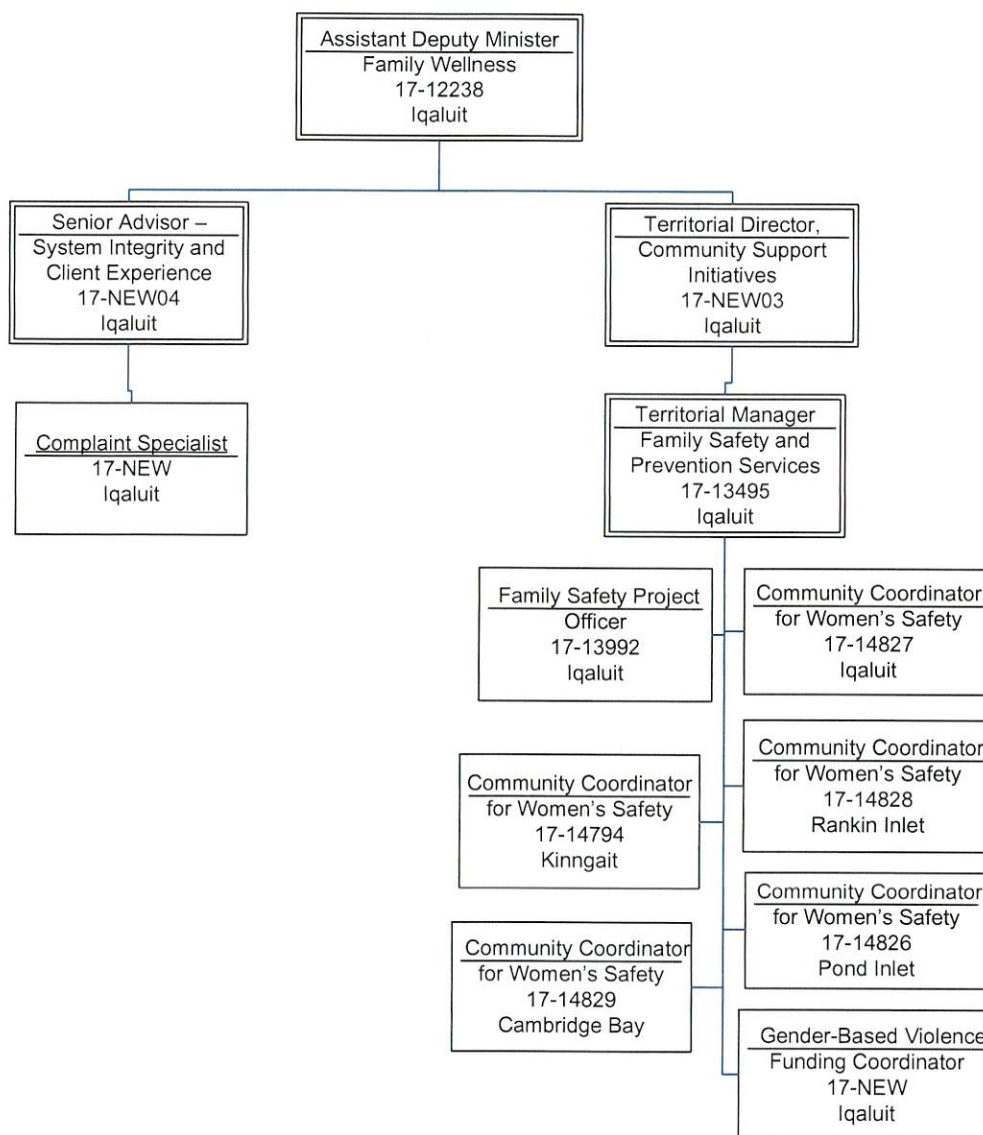 Assistant Deputy Minister
Family Wellness
17-12238
Iqaluit
Senior Advisor –
System Integrity and
Client Experience
17-NEW04
Iqaluit
Territorial Director,
Community Support
Initiatives
17-NEW03
Iqaluit
Complaint Specialist
17-NEW
Iqaluit
Territorial Manager
Family Safety and
Prevention Services
17-13495
Iqaluit
Family Safety Project
Officer
17-13992
Iqaluit
Community Coordinator
for Women's Safety
17-14827
Iqaluit
Community Coordinator
for Women's Safety
17-14794
Kinngait
Community Coordinator
for Women's Safety
17-14828
Rankin Inlet
Community Coordinator
for Women's Safety
17-14829
Cambridge Bay
Community Coordinator
for Women's Safety
17-14826
Pond Inlet
Gender-Based Violence
Funding Coordinator
17-NEW
Iqaluit